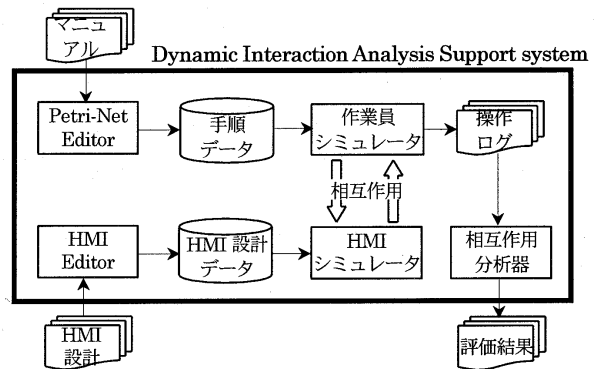 マニュ
アル
Dynamic Interaction Analysis Support system
Petri-Net
Editor
手順
データ
作業員
シミュレータ
操作
ログ
相互作用
HMI
Editor
HMI 設計
データ
HMI
シミュレータ
相互作用
分析器
HMI
設計
評価結果